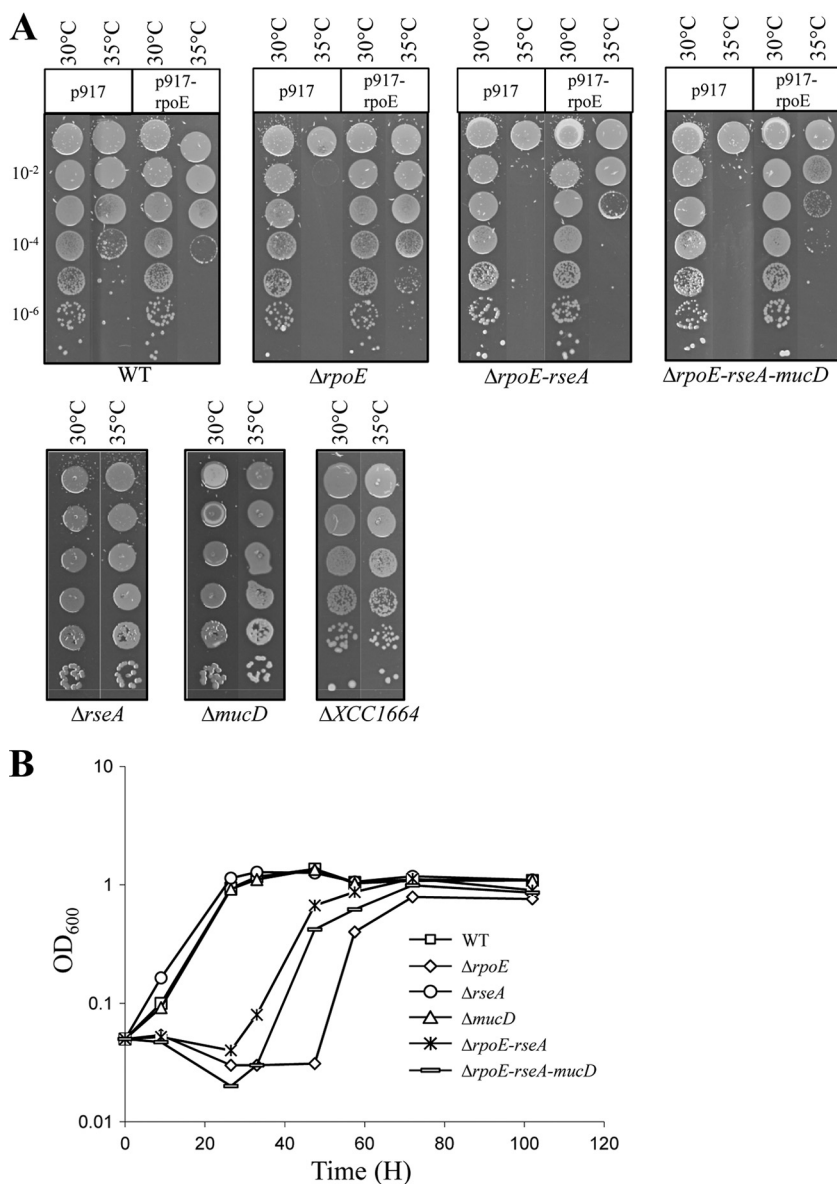 A
30°C 35°C 30°C 35°C 30°C 35°C 30°C 35°C 30°C 35°C 30°C 35°C 30°C 35°C 30°C 35°C
p917 p917-rpoE p917 p917-rpoE p917 p917-rpoE p917 p917-rpoE
10-2
10-4
10-6
WT ΔrpoE ΔrpoE-rseA ΔrpoE-rseA-mucD
30°C 35°C 30°C 35°C 30°C 35°C
ΔrseA ΔmucD ΔXCC1664
B
10
1
0.1
0.01
OD600
WT
ΔrpoE
ΔrseA
ΔmucD
ΔrpoE-rseA
ΔrpoE-rseA-mucD
0 20 40 60 80 100 120
Time (H)